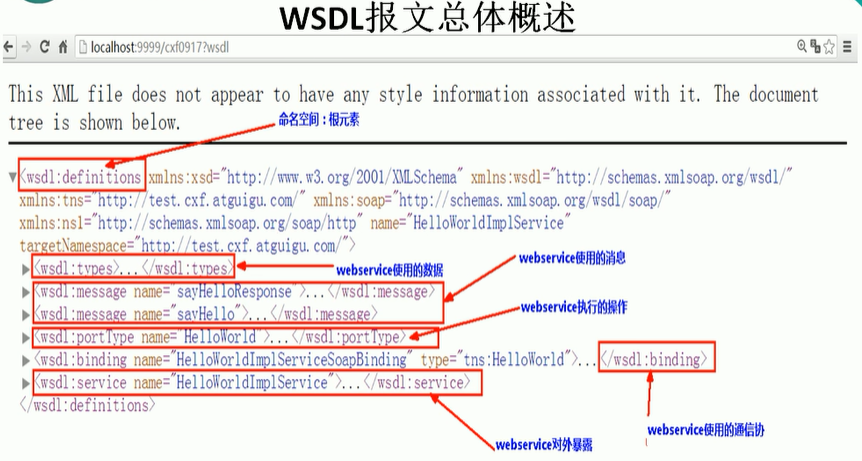 WSDL报文总体概述
localhost:9999/cxf0917?wsdl
This XML file does not appear to have any style information associated with it. The document
tree is shown below.
命名空间：根元素
<wsdl:definitions xmlns:xsd="http://www.w3.org/2001/XMLSchema" xmlns:wsdl="http://schemas.xmlsoap.org/wsdl/"
xmlns:tns="http://test.cxf.atguigu.com/" xmlns:soap="http://schemas.xmlsoap.org/wsdl/soap/"
xmlns:ns1="http://schemas.xmlsoap.org/soap/http" name="HelloWorldImplService"
targetNamespace="http://test.cxf.atguigu.com/">
<wsdl:types>...</wsdl:types>
webservice使用的数据
webservice使用的消息
<wsdl:message name="sayHelloResponse">...</wsdl:message>
<wsdl:message name="sayHello">...</wsdl:message>
webservice执行的操作
<wsdl:portType name="HelloWorld">...</wsdl:portType>
<wsdl:binding name="HelloWorldImplServiceSoapBinding" type="tns:HelloWorld">...</wsdl:binding>
<wsdl:service name="HelloWorldImplService">...</wsdl:service>
</wsdl:definitions>
webservice使用的通信协
webservice对外暴露